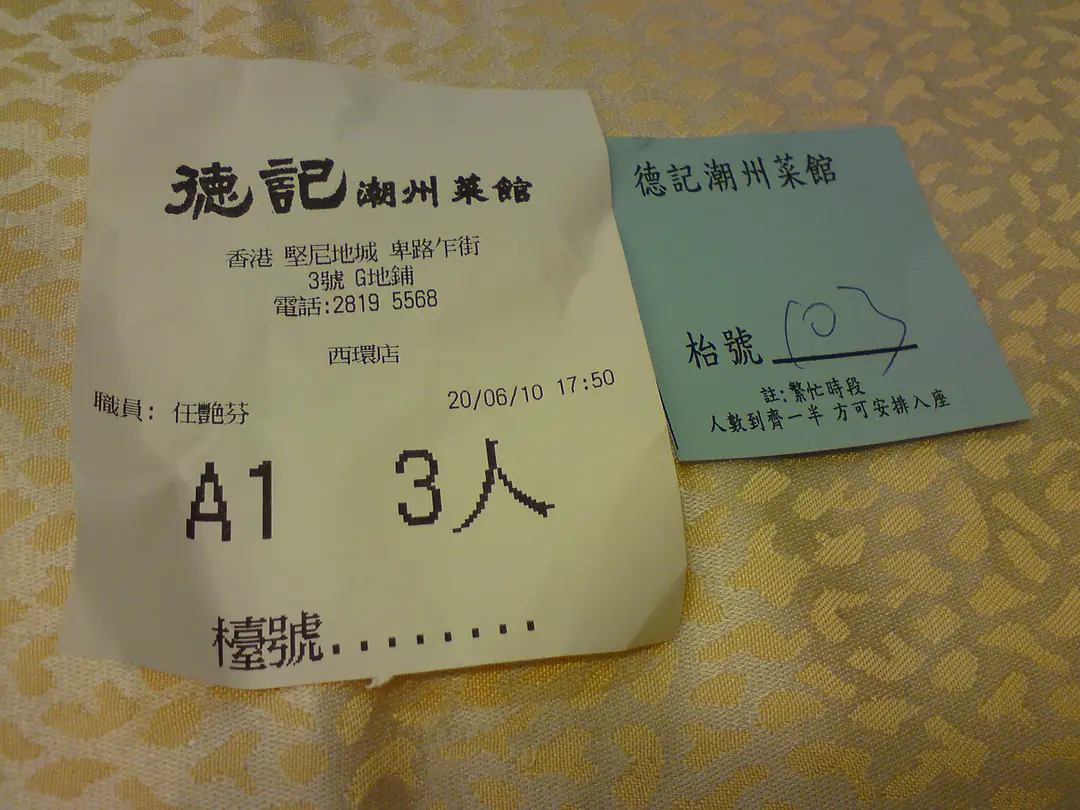 德記潮州菜館
香港 堅尼地城 卑路乍街
3號 G地鋪
電話:2819 5568
西環店
職員: 任艷芬
20/06/10 17:50
A1 3人
檯號........
德記潮州菜館
枱號 103
註:繁忙時段
人數到齊一半 方可安排入座